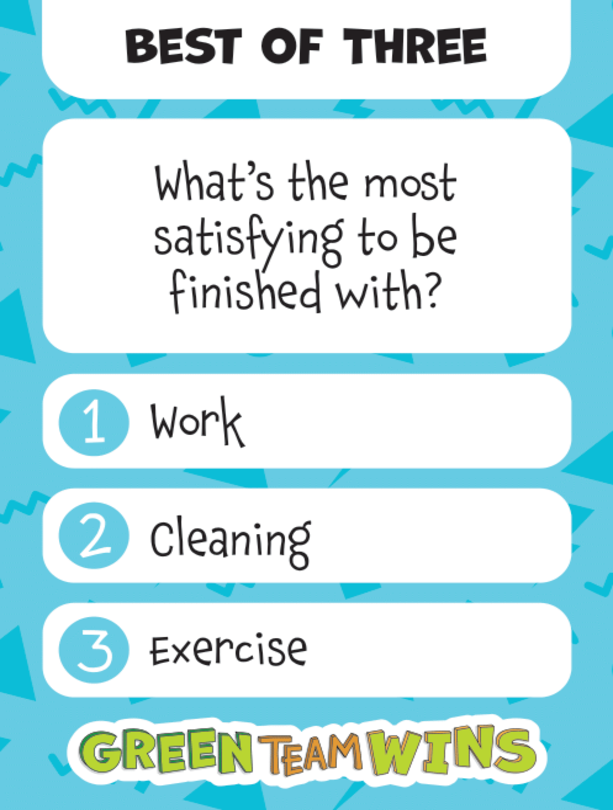 BEST OF THREE
What's the most
satisfying to be
finished with?
1 Work
2 Cleaning
3 Exercise
GREEN TEAM WINS